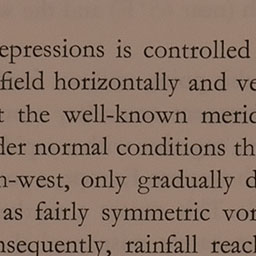 epressions is controlled
field horizontally and ve
t the well-known meric
der normal conditions th
n-west, only gradually d
as fairly symmetric vor
nsequently, rainfall reac